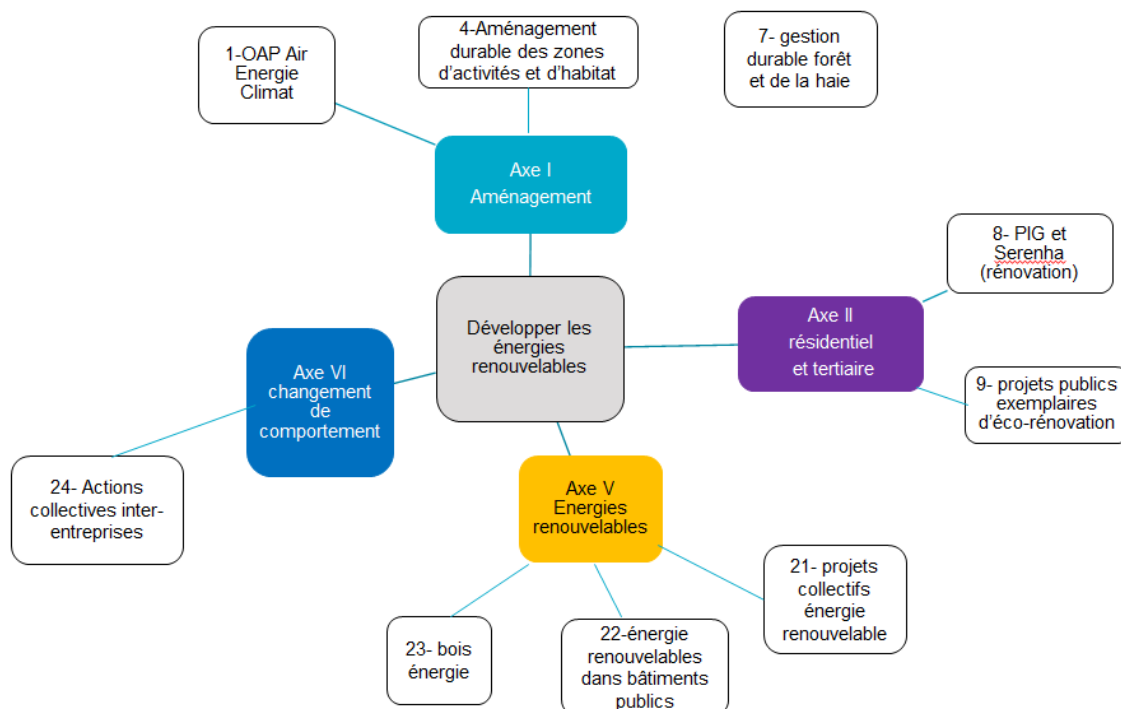 1-OAP Air
Energie
Climat
4-Aménagement
durable des zones
d'activités et d'habitat
7- gestion
durable forêt
et de la haie
Axe I
Aménagement
8- PIG et
Serenha
(rénovation)
Développer les
énergies
renouvelables
Axe II
résidentiel
et tertiaire
Axe VI
changement
de
comportement
9- projets publics
exemplaires
d'éco-rénovation
24- Actions
collectives inter-
entreprises
Axe V
Energies
renouvelables
21- projets
collectifs
énergie
renouvelable
23- bois
énergie
22-énergie
renouvelables
dans bâtiments
publics